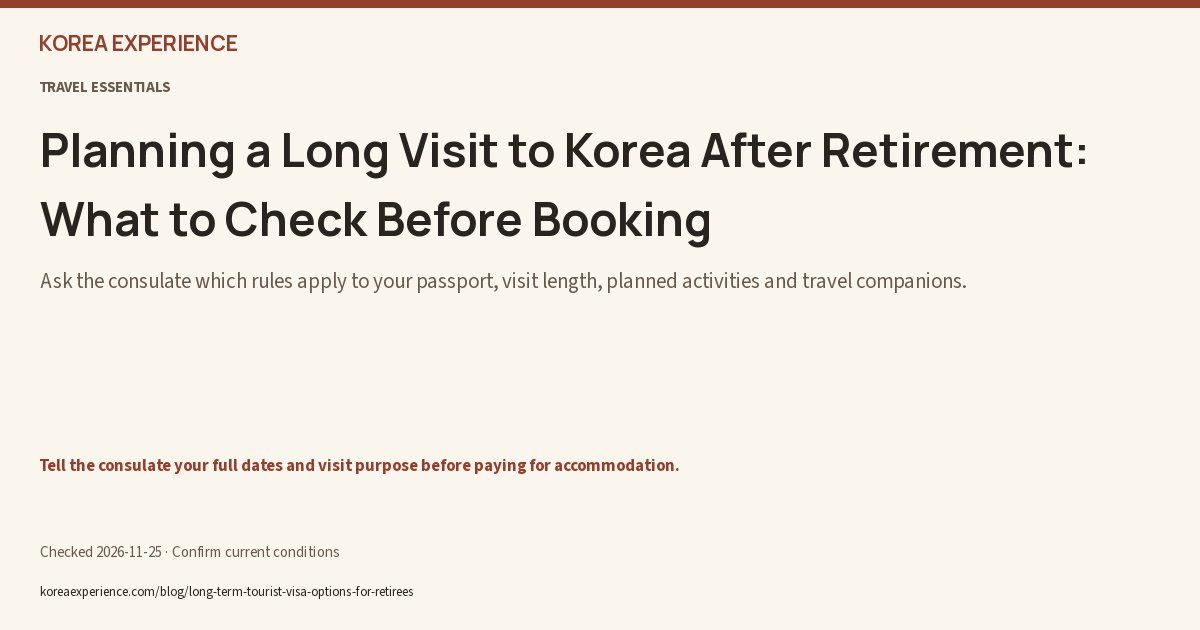 KOREA EXPERIENCE
TRAVEL ESSENTIALS
Planning a Long Visit to Korea After Retirement:
What to Check Before Booking
Ask the consulate which rules apply to your passport, visit length, planned activities and travel companions.
Tell the consulate your full dates and visit purpose before paying for accommodation.
Checked 2026-11-25 · Confirm current conditions
koreaexperience.com/blog/long-term-tourist-visa-options-for-retirees